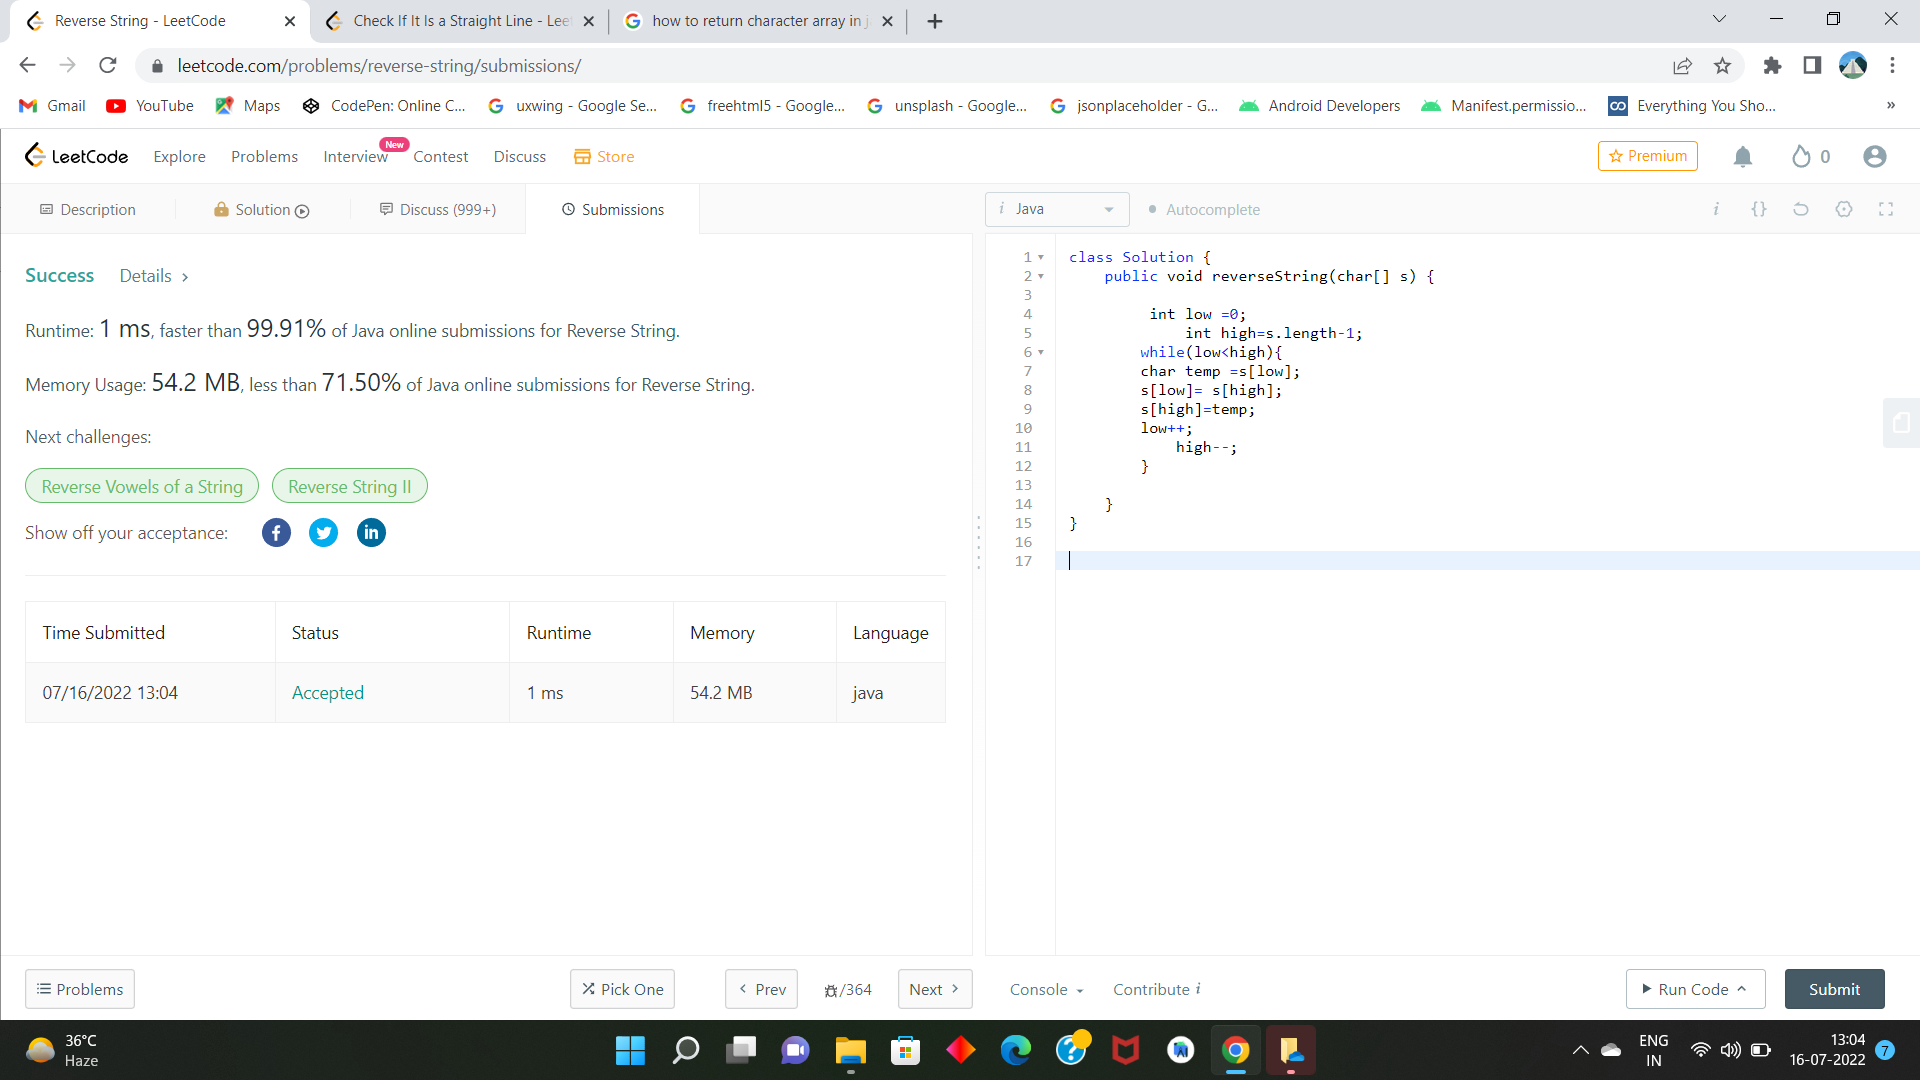 Reverse String - LeetCode
Check If It Is a Straight Line - Lee
how to return character array in j
leetcode.com/problems/reverse-string/submissions/
Gmail YouTube Maps CodePen: Online C... uxwing - Google Se... freehtml5 - Google... unsplash - Google... jsonplaceholder - G... Android Developers Manifest.permissio... Everything You Sho... »
LeetCode Explore Problems Interview New Contest Discuss Store Premium 0
Description Solution Discuss (999+) Submissions
i Java Autocomplete i {}
Success Details >
Runtime: 1 ms, faster than 99.91% of Java online submissions for Reverse String.
Memory Usage: 54.2 MB, less than 71.50% of Java online submissions for Reverse String.
Next challenges:
Reverse Vowels of a String Reverse String II
Show off your acceptance:
Time Submitted Status Runtime Memory Language
07/16/2022 13:04 Accepted 1 ms 54.2 MB java
1 class Solution {
2 public void reverseString(char[] s) {
3
4 int low =0;
5 int high=s.length-1;
6 while(low<high){
7 char temp =s[low];
8 s[low]= s[high];
9 s[high]=temp;
10 low++;
11 high--;
12 }
13
14 }
15 }
16
17
Problems Pick One < Prev /364 Next > Console Contribute i Run Code Submit
36°C
Haze
ENG
IN
13:04
16-07-2022
7